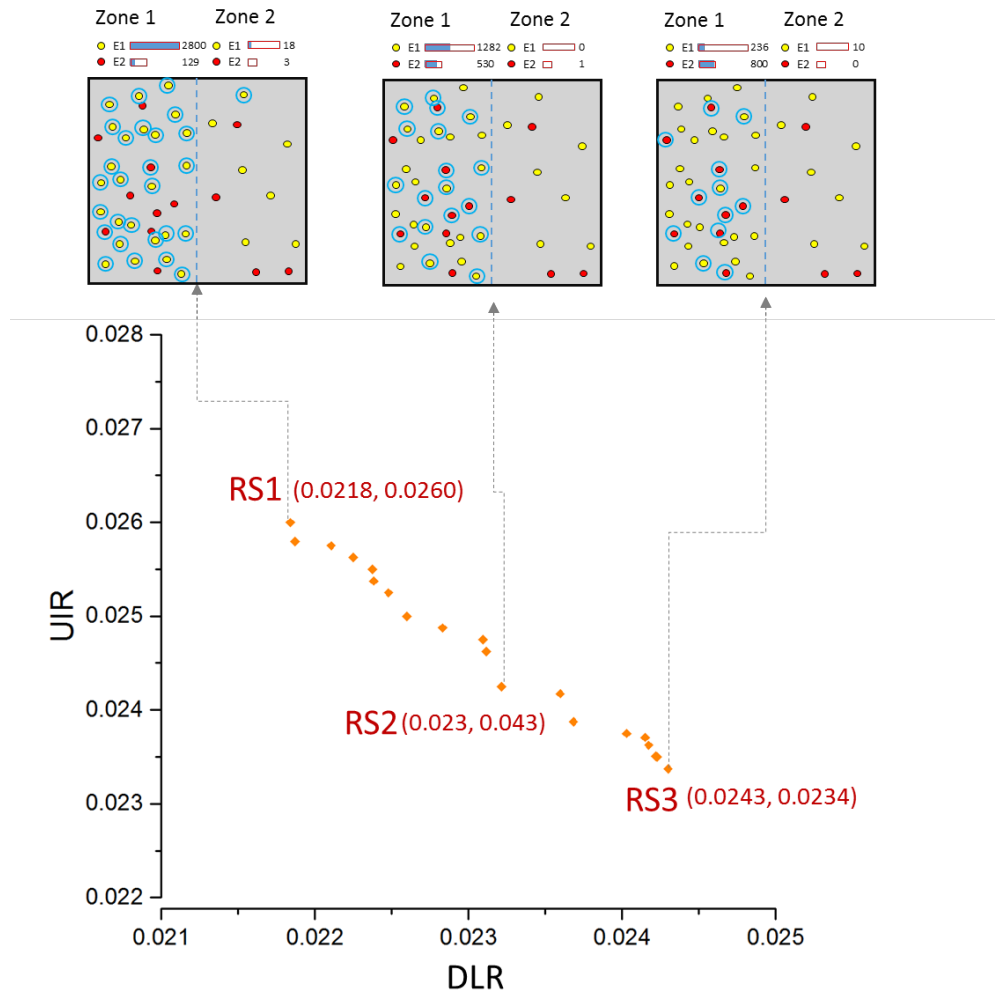 Zone 1 Zone 2 Zone 1 Zone 2 Zone 1 Zone 2
E1 2800 E1 18 E1 1282 E1 0 E1 236 E1 10
E2 129 E2 3 E2 530 E2 1 E2 800 E2 0
0.028
0.027
RS1 (0.0218, 0.0260)
0.026
0.025
UIR
0.024
RS2 (0.023, 0.043)
RS3 (0.0243, 0.0234)
0.023
0.022
0.021 0.022 0.023 0.024 0.025
DLR